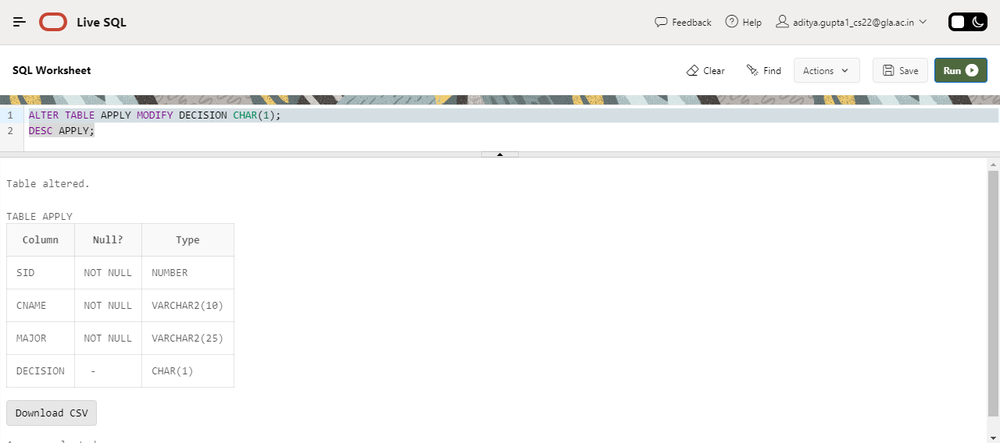 Live SQL
Feedback
Help
aditya.gupta1_cs22@gla.ac.in
SQL Worksheet
Clear
Find
Actions
Save
Run
1 ALTER TABLE APPLY MODIFY DECISION CHAR(1);
2 DESC APPLY;
Table altered.
TABLE APPLY
Column Null? Type
SID NOT NULL NUMBER
CNAME NOT NULL VARCHAR2(10)
MAJOR NOT NULL VARCHAR2(25)
DECISION - CHAR(1)
Download CSV